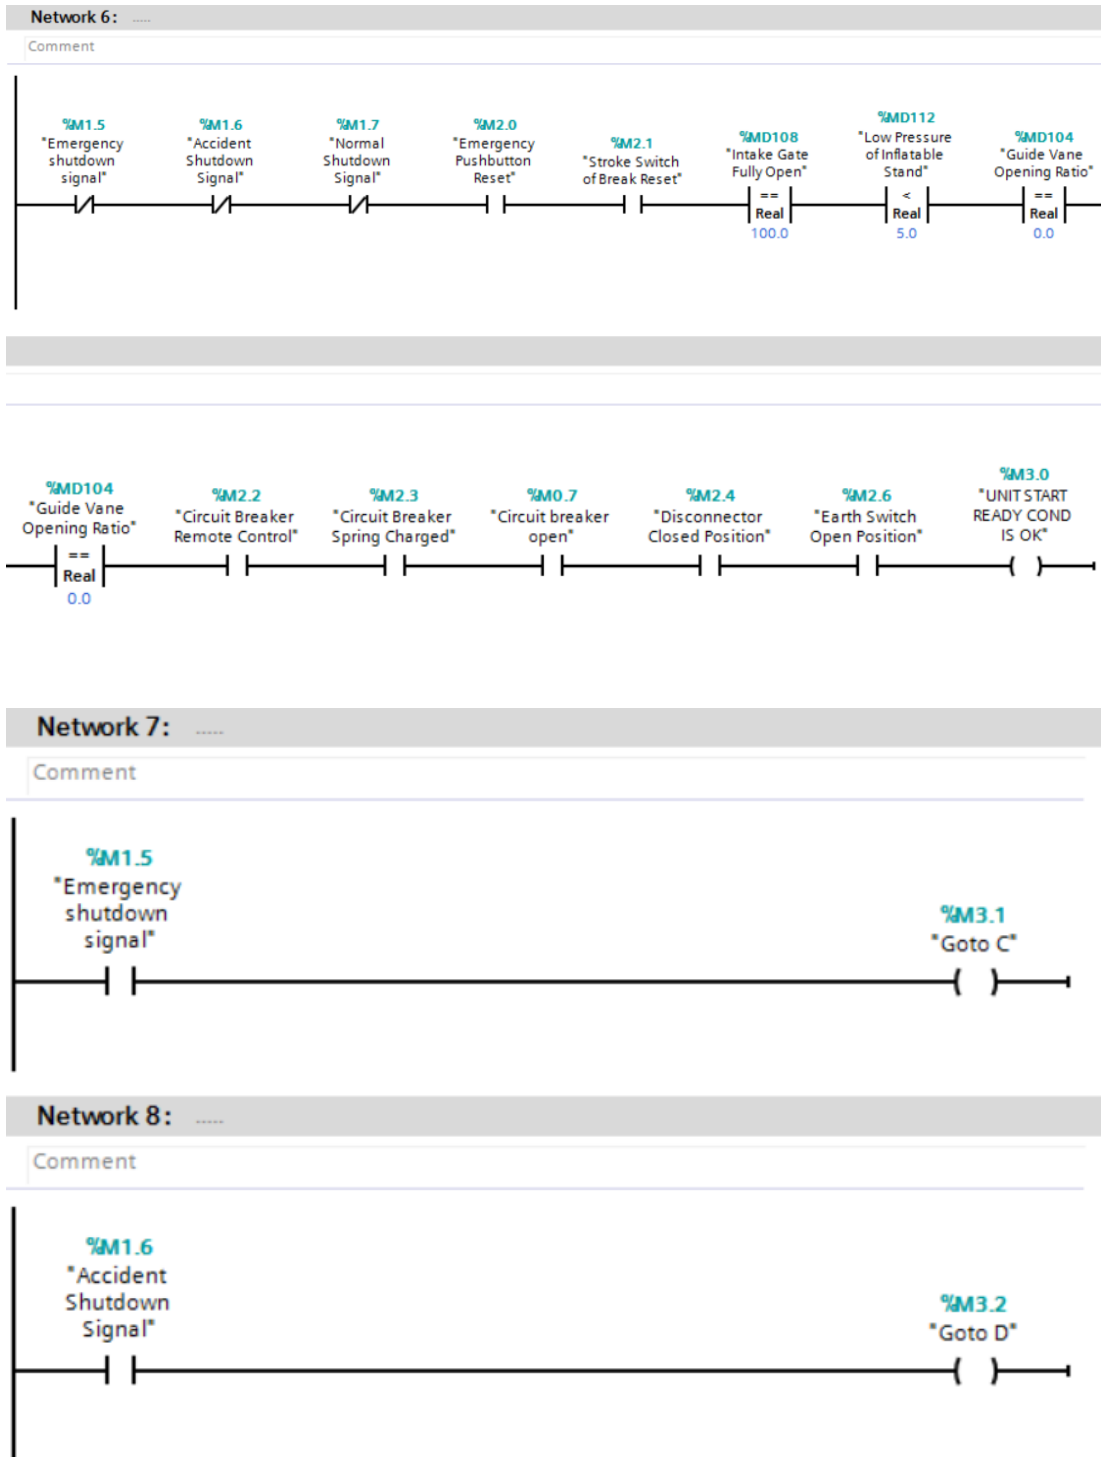 Network 6: .....
Comment
%M1.5
"Emergency
shutdown
signal"
%M1.6
"Accident
Shutdown
Signal"
%M1.7
"Normal
Shutdown
Signal"
%M2.0
"Emergency
Pushbutton
Reset"
%M2.1
"Stroke Switch
of Break Reset"
%MD108
"Intake Gate
Fully Open"
==
Real
100.0
%MD112
"Low Pressure
of Inflatable
Stand"
<
Real
5.0
%MD104
"Guide Vane
Opening Ratio"
==
Real
0.0
%MD104
"Guide Vane
Opening Ratio"
==
Real
0.0
%M2.2
"Circuit Breaker
Remote Control"
%M2.3
"Circuit Breaker
Spring Charged"
%M0.7
"Circuit breaker
open"
%M2.4
"Disconnector
Closed Position"
%M2.6
"Earth Switch
Open Position"
%M3.0
"UNIT START
READY COND
IS OK"
Network 7: .....
Comment
%M1.5
"Emergency
shutdown
signal"
%M3.1
"Goto C"
Network 8: .....
Comment
%M1.6
"Accident
Shutdown
Signal"
%M3.2
"Goto D"